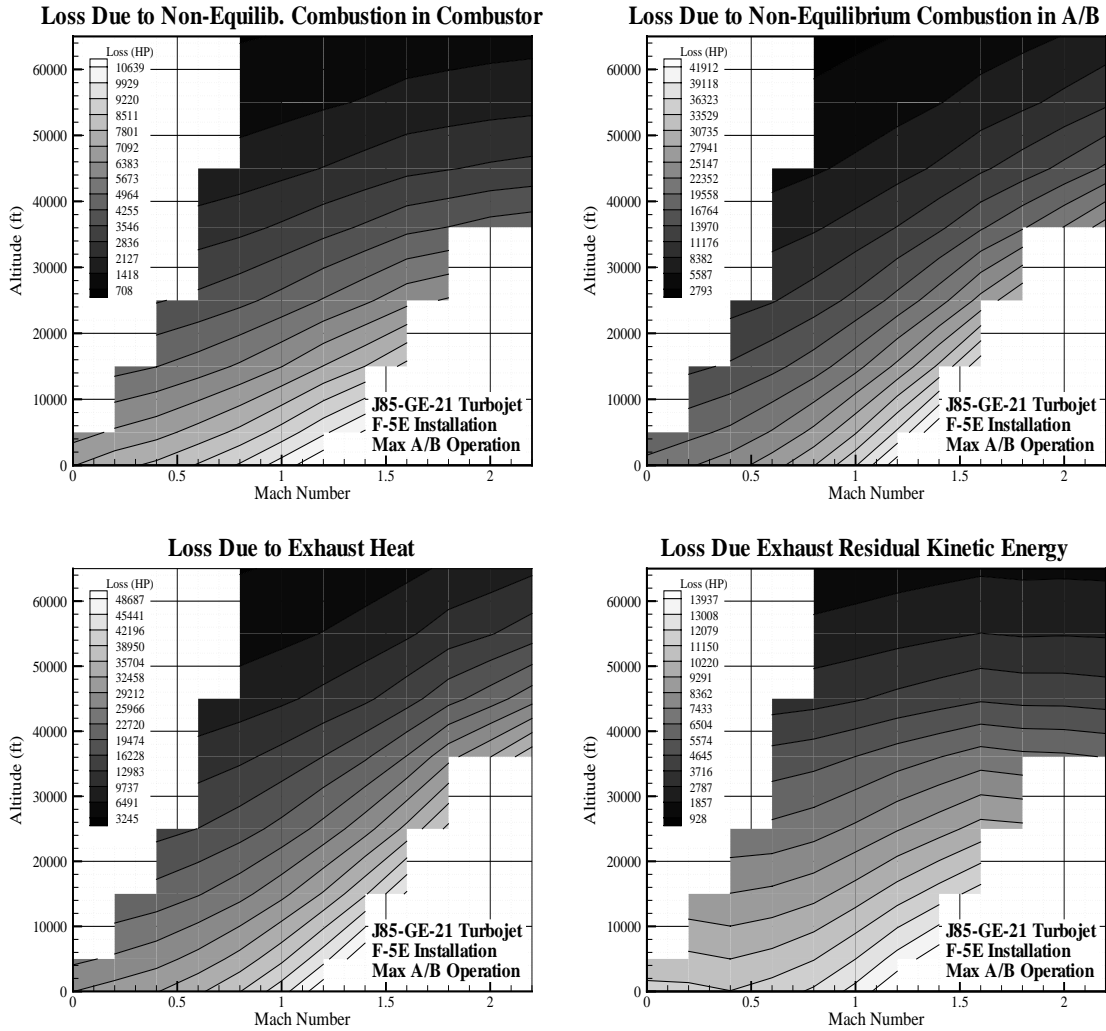 Loss Due to Non-Equilib. Combustion in Combustor
Loss (HP)
10639
9929
9220
8511
7801
7092
6383
5673
4964
4255
3546
2836
2127
1418
708
60000
50000
40000
30000
20000
10000
0
Altitude (ft)
J85-GE-21 Turbojet
F-5E Installation
Max A/B Operation
0 0.5 1 1.5 2
Mach Number
Loss Due to Non-Equilibrium Combustion in A/B
Loss (HP)
41912
39118
36323
33529
30735
27941
25147
22352
19558
16764
13970
11176
8382
5587
2793
60000
50000
40000
30000
20000
10000
0
Altitude (ft)
J85-GE-21 Turbojet
F-5E Installation
Max A/B Operation
0 0.5 1 1.5 2
Mach Number
Loss Due to Exhaust Heat
Loss (HP)
48687
45441
42196
38950
35704
32458
29212
25966
22720
19474
16228
12983
9737
6491
3245
60000
50000
40000
30000
20000
10000
0
Altitude (ft)
J85-GE-21 Turbojet
F-5E Installation
Max A/B Operation
0 0.5 1 1.5 2
Mach Number
Loss Due Exhaust Residual Kinetic Energy
Loss (HP)
13937
13008
12079
11150
10220
9291
8362
7433
6504
5574
4645
3716
2787
1857
928
60000
50000
40000
30000
20000
10000
0
Altitude (ft)
J85-GE-21 Turbojet
F-5E Installation
Max A/B Operation
0 0.5 1 1.5 2
Mach Number